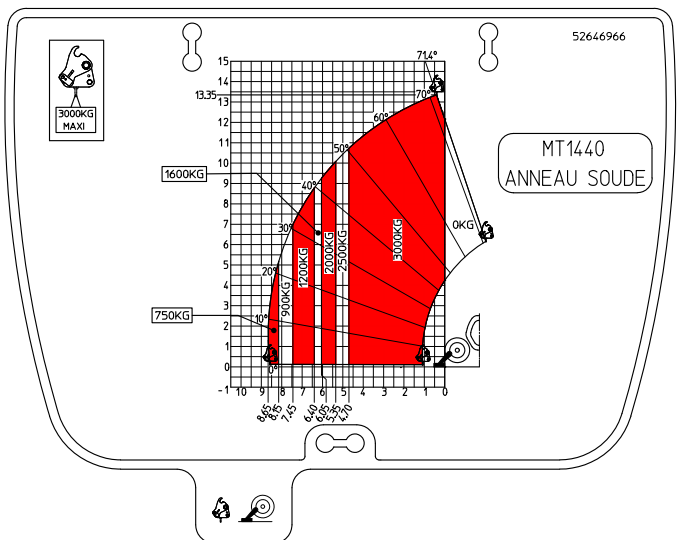 52646966
3000KG
MAXI
MT1440
ANNEAU SOUDE
71.4°
70°
60°
50°
40°
30°
20°
10°
0°
15
14
13.35
13
12
11
10
9
8
7
6
5
4
3
2
1
0
-1
1600KG
750KG
900KG
1200KG
2000KG
2500KG
3000KG
0KG
10 9 8 7 6 5 4 3 2 1 0
8.65
8.15
7.45
6.40
6.05
5.35
4.70